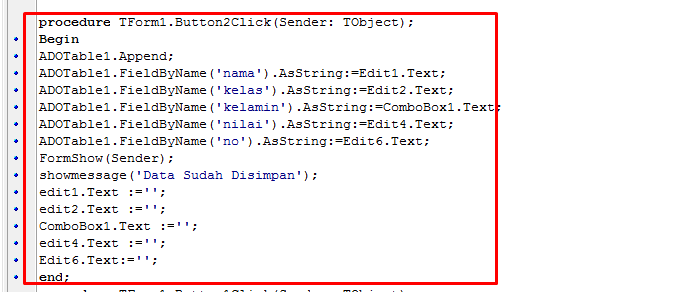 procedure TForm1.Button2Click(Sender: TObject);
Begin
ADOTable1.Append;
ADOTable1.FieldByName('nama').AsString:=Edit1.Text;
ADOTable1.FieldByName('kelas').AsString:=Edit2.Text;
ADOTable1.FieldByName('kelamin').AsString:=ComboBox1.Text;
ADOTable1.FieldByName('nilai').AsString:=Edit4.Text;
ADOTable1.FieldByName('no').AsString:=Edit6.Text;
FormShow(Sender);
showmessage('Data Sudah Disimpan');
edit1.Text :='';
edit2.Text :='';
ComboBox1.Text :='';
edit4.Text :='';
Edit6.Text:='';
end;